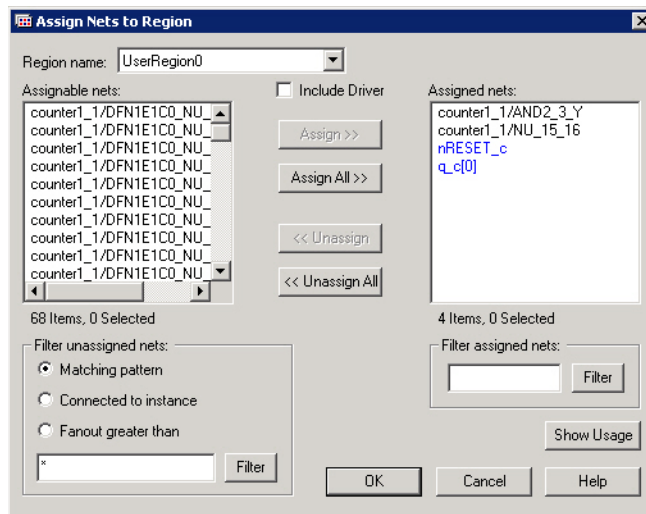 Assign Nets to Region
Region name: UserRegion0
Assignable nets:
counter1_1/DFN1E1C0_NU_
counter1_1/DFN1E1C0_NU_
counter1_1/DFN1E1C0_NU_
counter1_1/DFN1E1C0_NU_
counter1_1/DFN1E1C0_NU_
counter1_1/DFN1E1C0_NU_
counter1_1/DFN1E1C0_NU_
counter1_1/DFN1E1C0_NU_
counter1_1/DFN1E1C0_NU_
counter1_1/DFN1E1C0_NU_
68 Items, 0 Selected
Include Driver
Assign >>
Assign All >>
<< Unassign
<< Unassign All
Assigned nets:
counter1_1/AND2_3_Y
counter1_1/NU_15_16
nRESET_c
q_c[0]
4 Items, 0 Selected
Filter unassigned nets:
Matching pattern
Connected to instance
Fanout greater than
*
Filter
Filter assigned nets:
Filter
Show Usage
OK
Cancel
Help